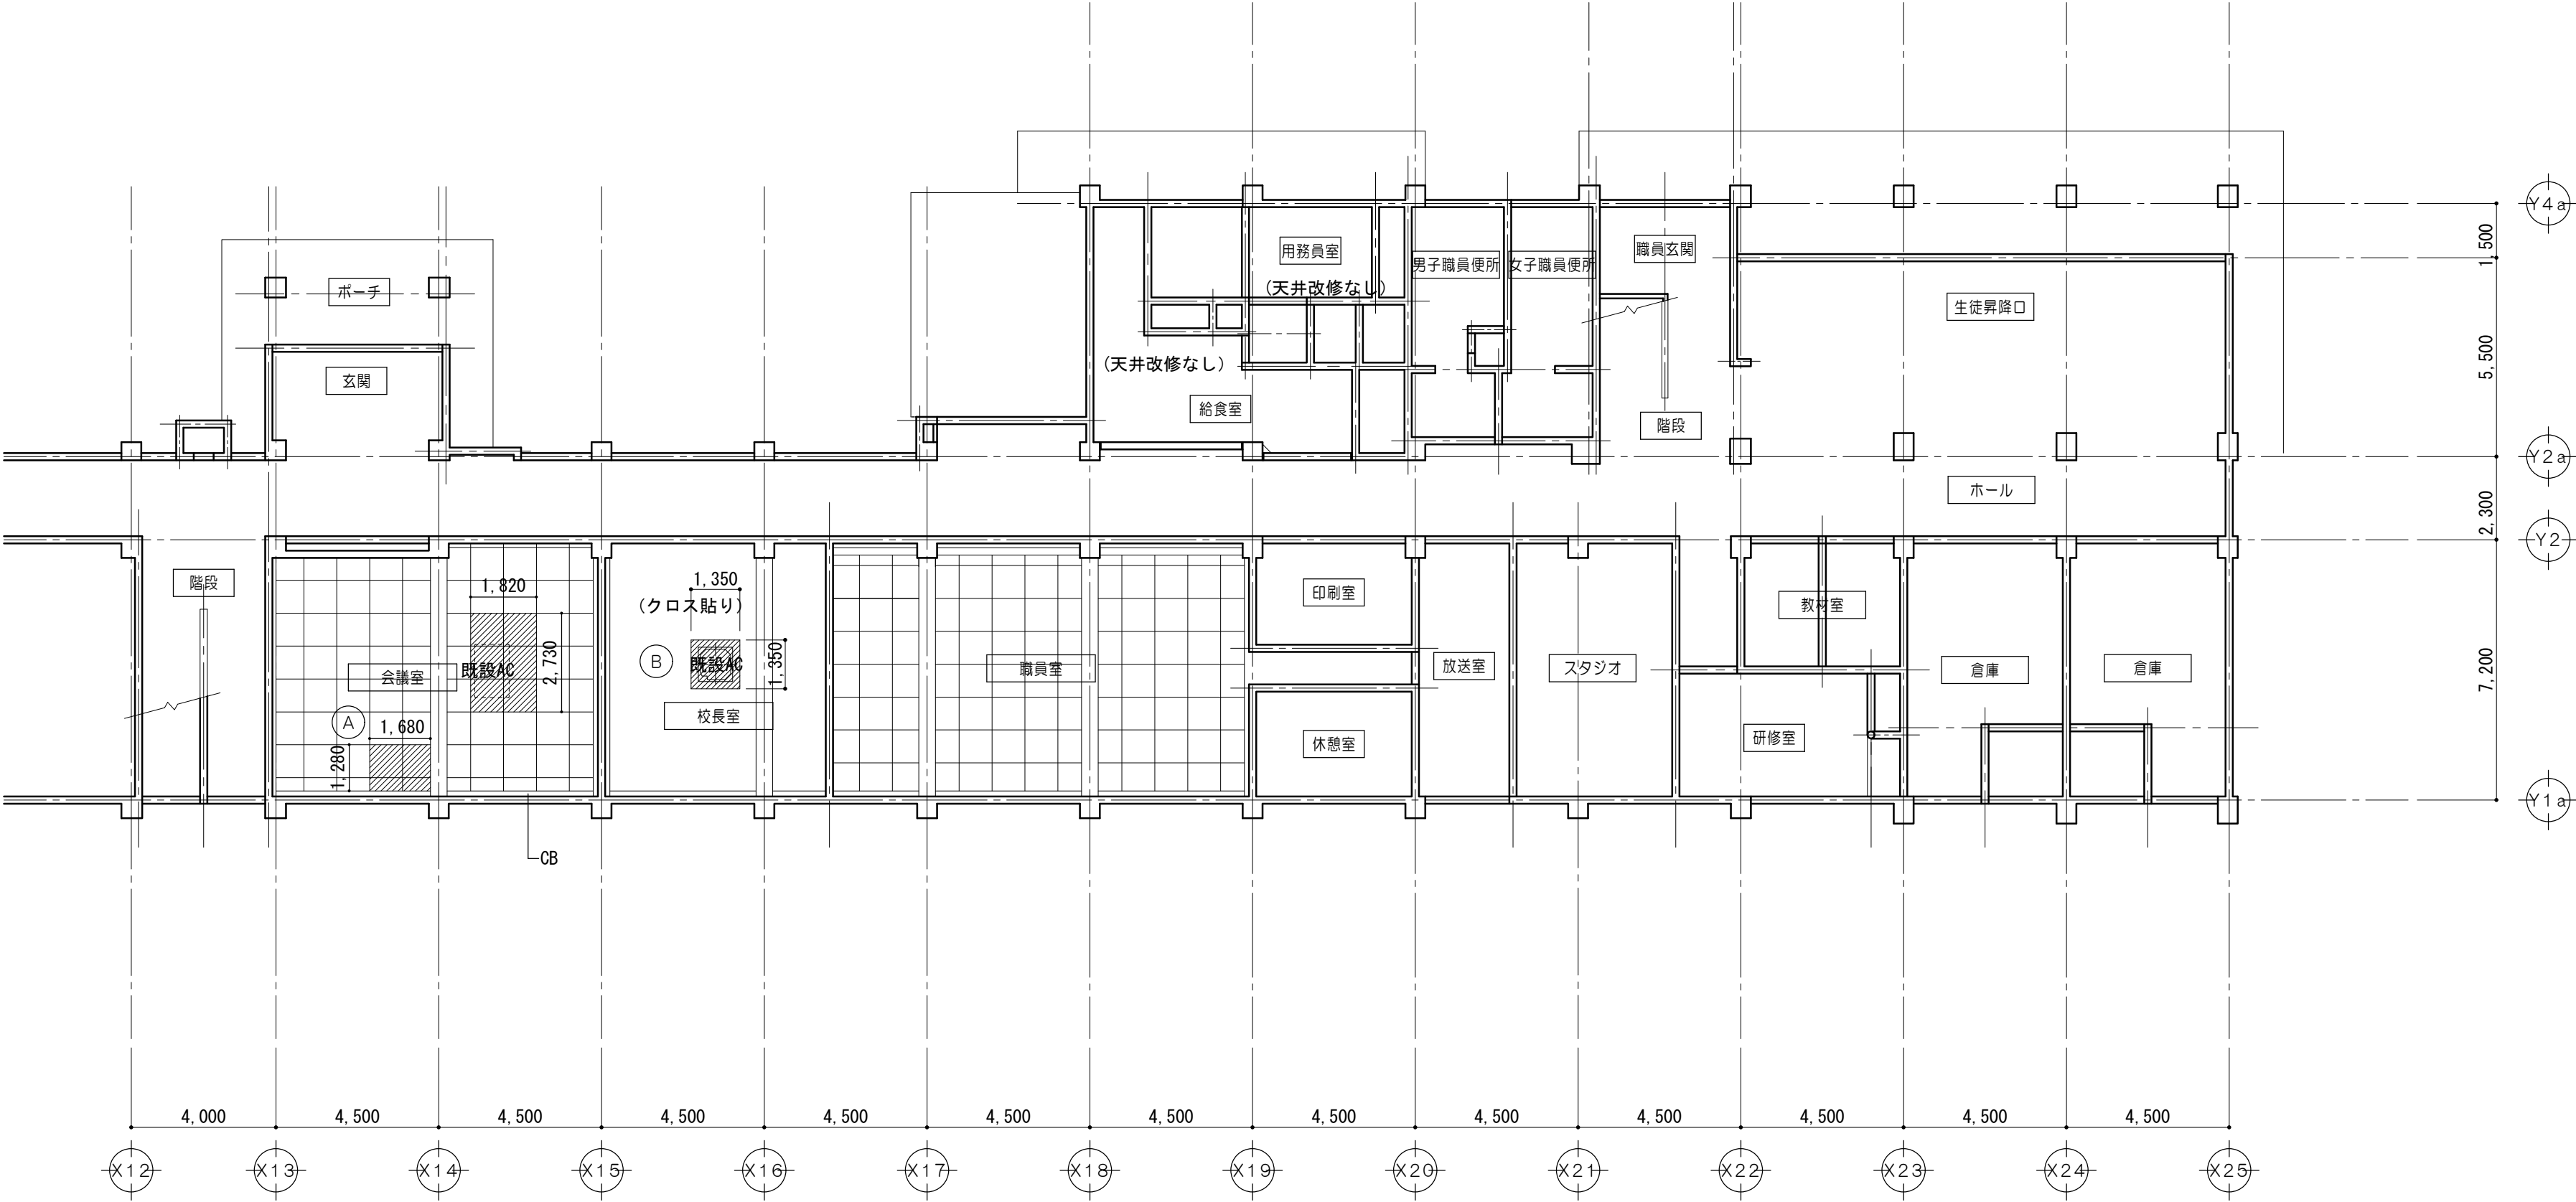 Y4a
1,500
用務員室
職員玄関
男子職員便所
女子職員便所
(天井改修なし)
ポーチ
生徒昇降口
5,500
(天井改修なし)
玄関
給食室
階段
Y2a
ホール
2,300
Y2
階段
1,820
1,350
(クロス貼り)
印刷室
教材室
2,730
1,350
B
既設AC
既設AC
会議室
職員室
放送室
スタジオ
倉庫
倉庫
7,200
校長室
A
1,680
1,280
休憩室
研修室
Y1a
CB
4,000
4,500
4,500
4,500
4,500
4,500
4,500
4,500
4,500
4,500
4,500
4,500
4,500
X12
X13
X14
X15
X16
X17
X18
X19
X20
X21
X22
X23
X24
X25